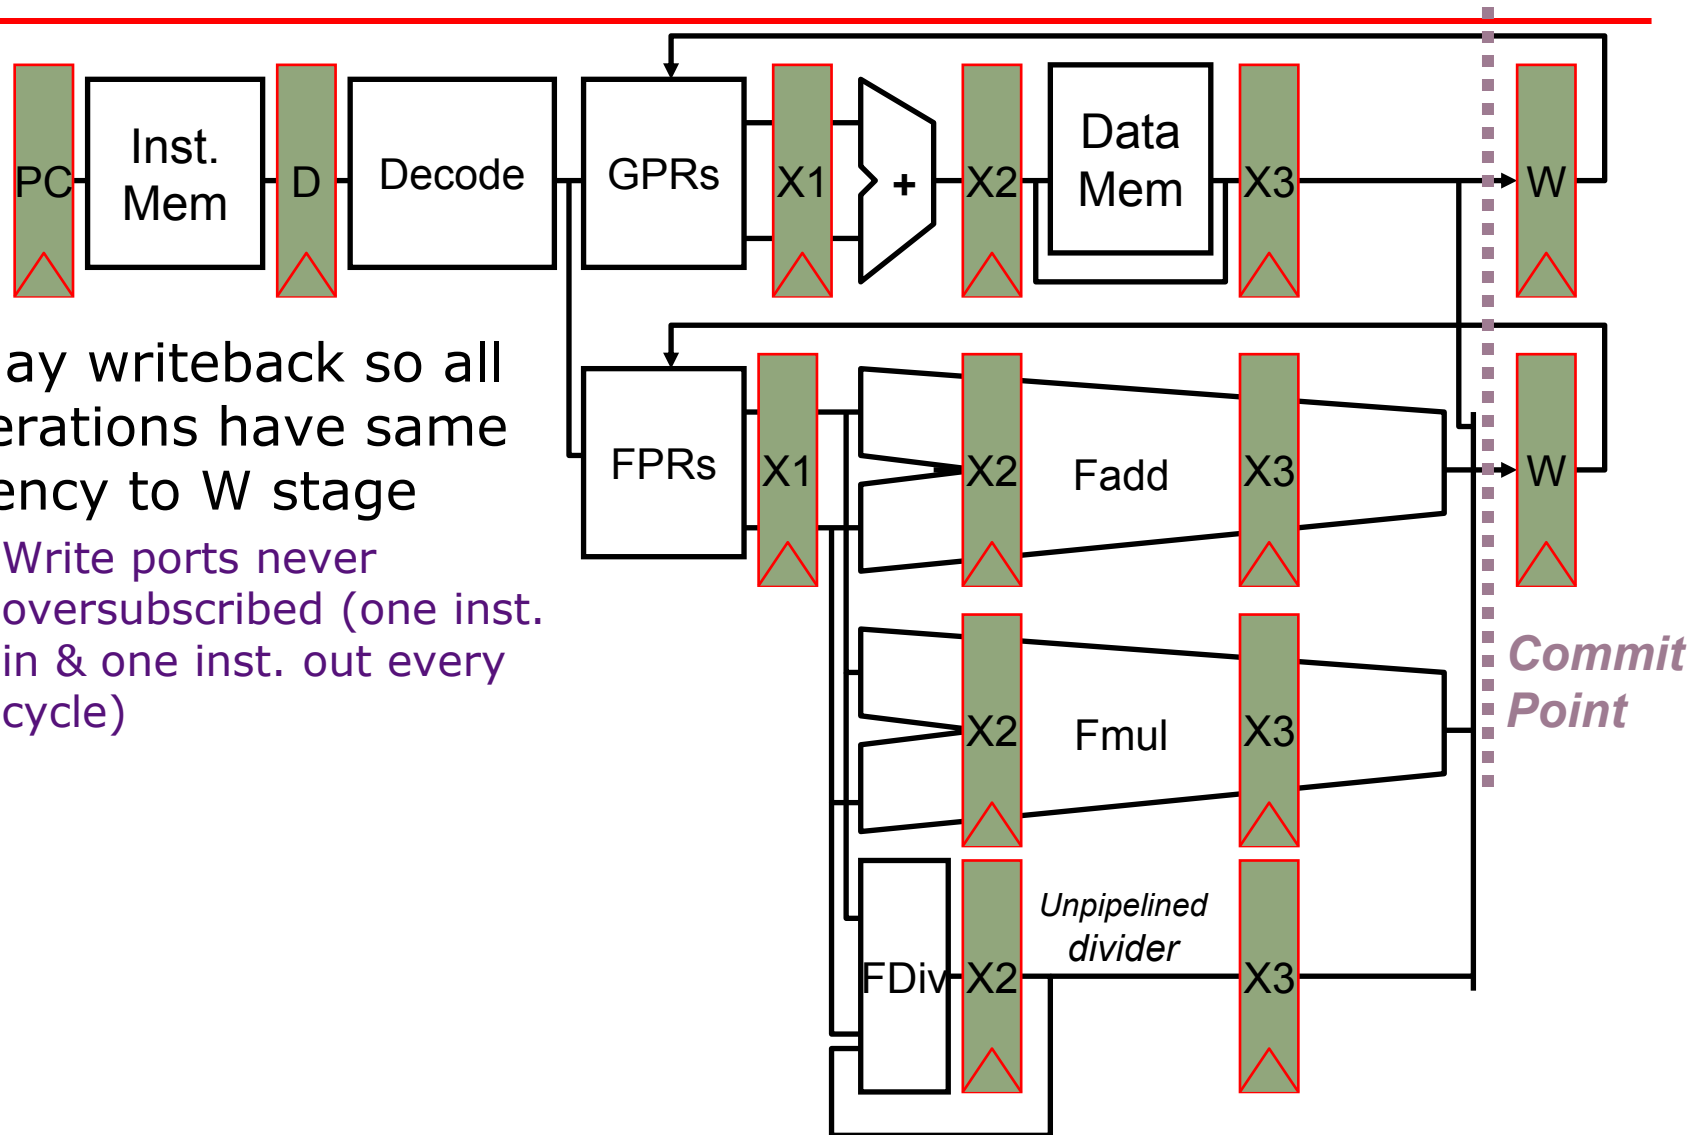 PC
Inst.
Mem
D
Decode
GPRs
X1
+
X2
Data
Mem
X3
W
ay writeback so all
erations have same
ency to W stage
Write ports never
oversubscribed (one inst.
in & one inst. out every
cycle)
FPRs
X1
X2
Fadd
X3
W
X2
Fmul
X3
Commit
Point
FDiv
X2
Unpipelined
divider
X3